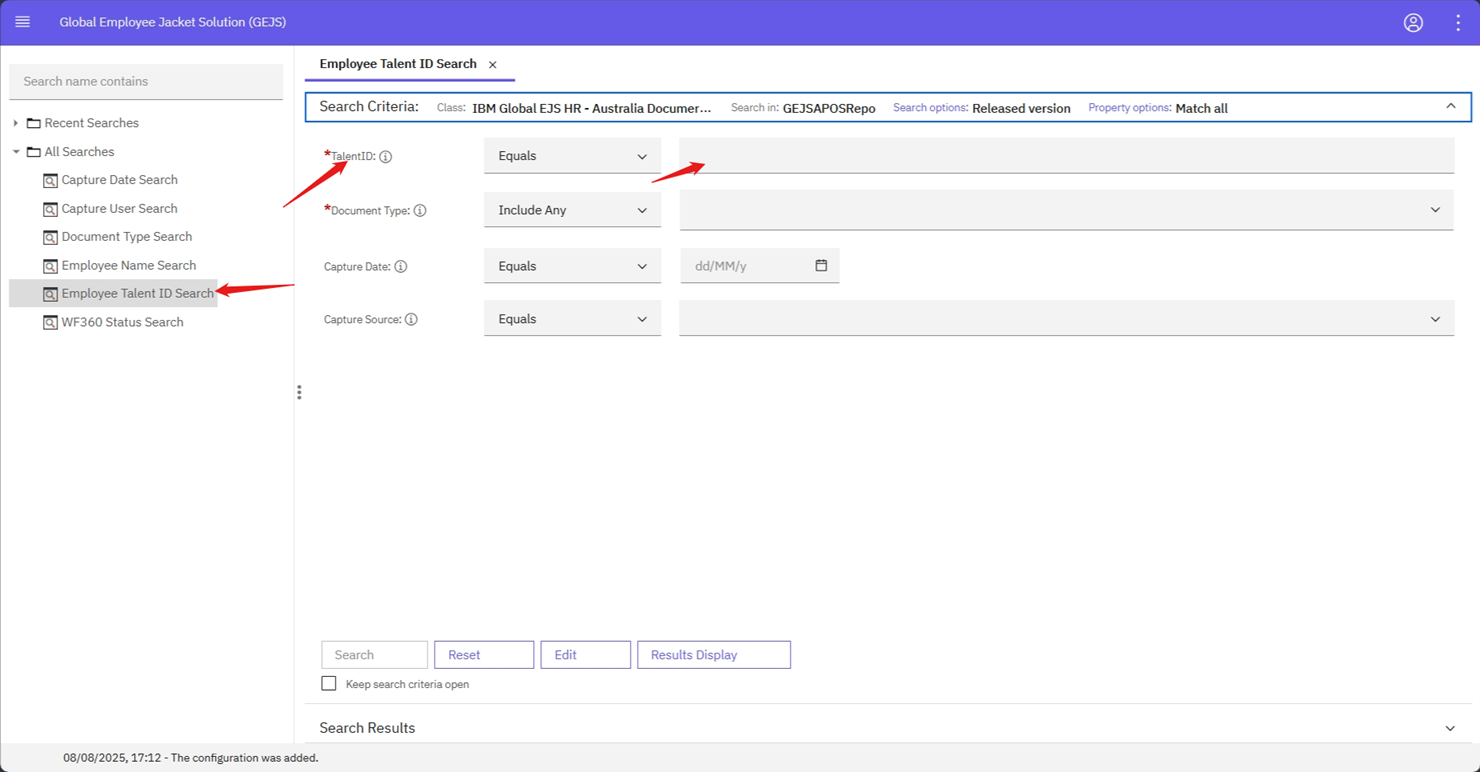 Global Employee Jacket Solution (GEJS)
Search name contains
Recent Searches
All Searches
Capture Date Search
Capture User Search
Document Type Search
Employee Name Search
Employee Talent ID Search
WF360 Status Search
Employee Talent ID Search
Search Criteria: Class: IBM Global EJS HR - Australia Documer... Search in: GEJSAPOSRepo Search options: Released version Property options: Match all
*TalentID: Equals
*Document Type: Include Any
Capture Date: Equals dd/MM/y
Capture Source: Equals
Search Reset Edit Results Display
Keep search criteria open
Search Results
08/08/2025, 17:12 - The configuration was added.